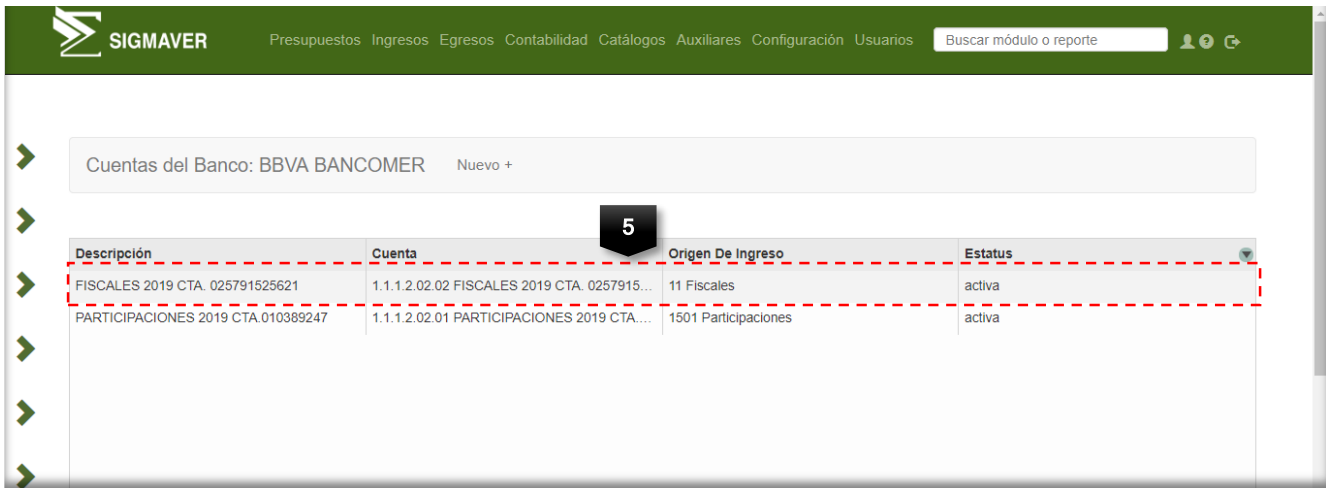 SIGMAVER Presupuestos Ingresos Egresos Contabilidad Catálogos Auxiliares Configuración Usuarios Buscar módulo o reporte
Cuentas del Banco: BBVA BANCOMER Nuevo +
5
Descripción Cuenta Origen De Ingreso Estatus
FISCALES 2019 CTA. 025791525621 1.1.1.2.02.02 FISCALES 2019 CTA. 0257915... 11 Fiscales activa
PARTICIPACIONES 2019 CTA.010389247 1.1.1.2.02.01 PARTICIPACIONES 2019 CTA.... 1501 Participaciones activa